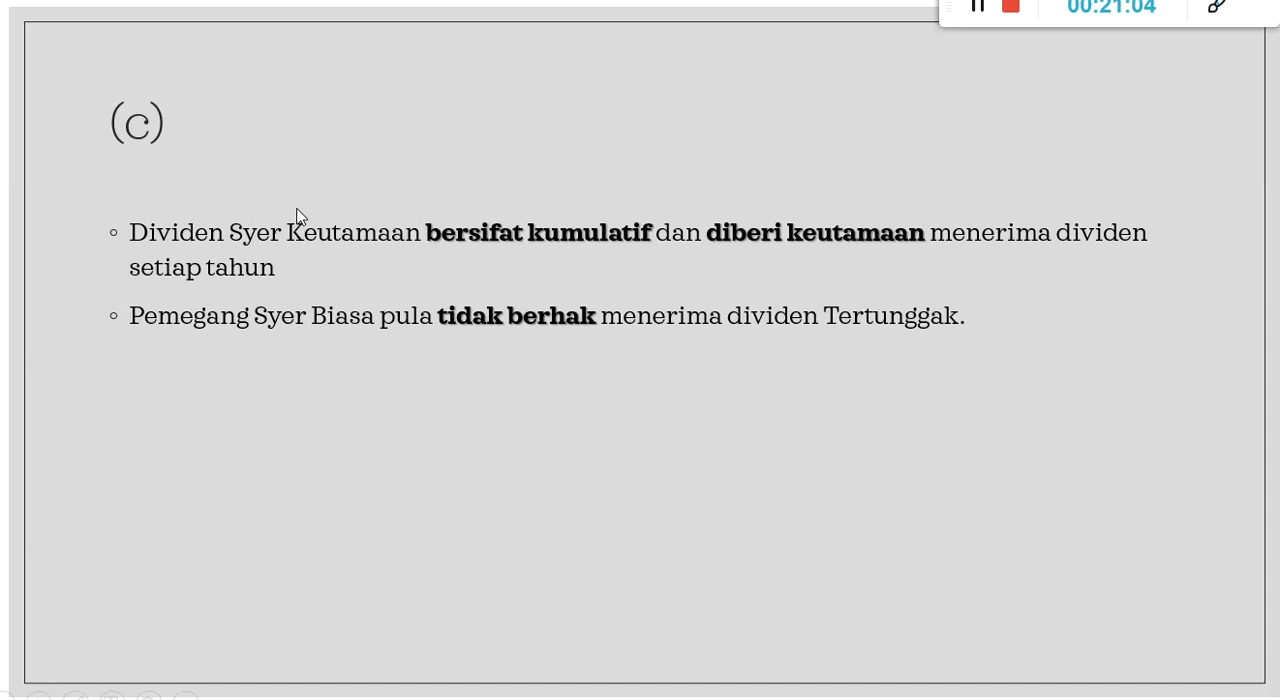 00:21:04
(c)
◦ Dividen Syer Keutamaan bersifat kumulatif dan diberi keutamaan menerima dividen
setiap tahun
◦ Pemegang Syer Biasa pula tidak berhak menerima dividen Tertunggak.